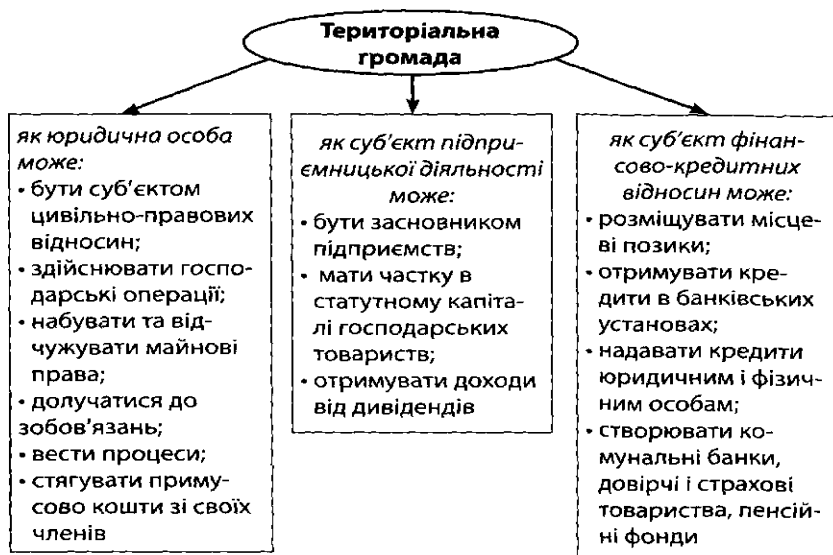 Територіальна
громада
як юридична особа
може:
• бути суб’єктом
цивільно-правових
відносин;
• здійснювати госпо-
дарські операції;
• набувати та від-
чужувати майнові
права;
• долучатися до
зобов’язань;
• вести процеси;
• стягувати приму-
сово кошти зі своїх
членів
як суб’єкт підпри-
ємницької діяльності
може:
• бути засновником
підприємств;
• мати частку в
статутному капіта-
лі господарських
товариств;
• отримувати доходи
від дивідендів
як суб’єкт фінан-
сово-кредитних
відносин може:
• розміщувати місце-
ві позики;
• отримувати кре-
дити в банківських
установах;
• надавати кредити
юридичним і фізич-
ним особам;
• створювати ко-
мунальні банки,
довірчі і страхові
товариства, пенсій-
ні фонди